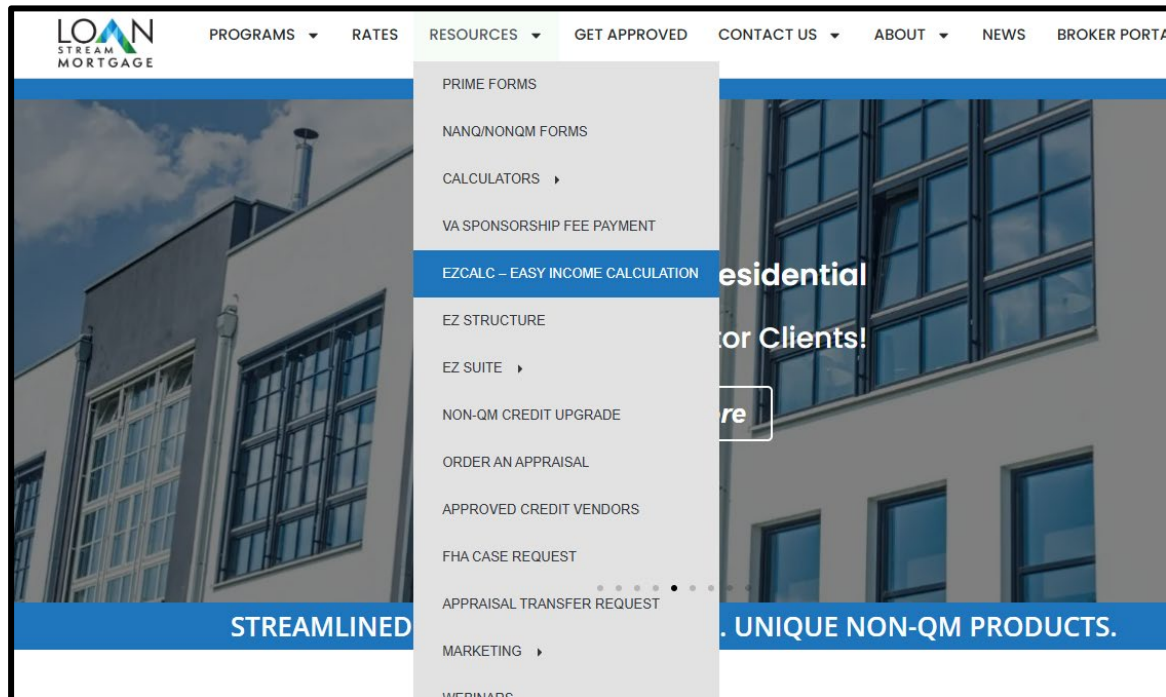 LOAN
STREAM
MORTGAGE
PROGRAMS RATES RESOURCES GET APPROVED CONTACT US ABOUT NEWS BROKER PORTA
PRIME FORMS
NANQ/NONQM FORMS
CALCULATORS
VA SPONSORSHIP FEE PAYMENT
EZCALC – EASY INCOME CALCULATION
esidential
EZ STRUCTURE
tor Clients!
EZ SUITE
NON-QM CREDIT UPGRADE
re
ORDER AN APPRAISAL
APPROVED CREDIT VENDORS
FHA CASE REQUEST
APPRAISAL TRANSFER REQUEST
STREAMLINED . UNIQUE NON-QM PRODUCTS.
MARKETING
WEBINARS